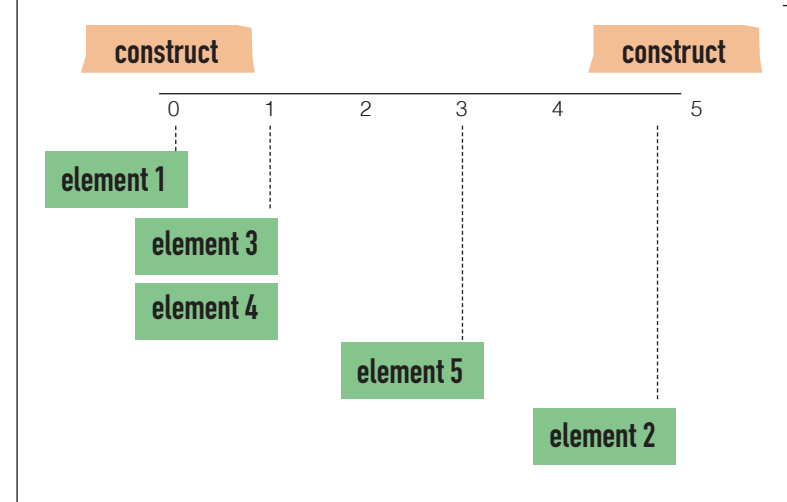 construct construct
0 1 2 3 4 5
element 1
element 3
element 4
element 5
element 2